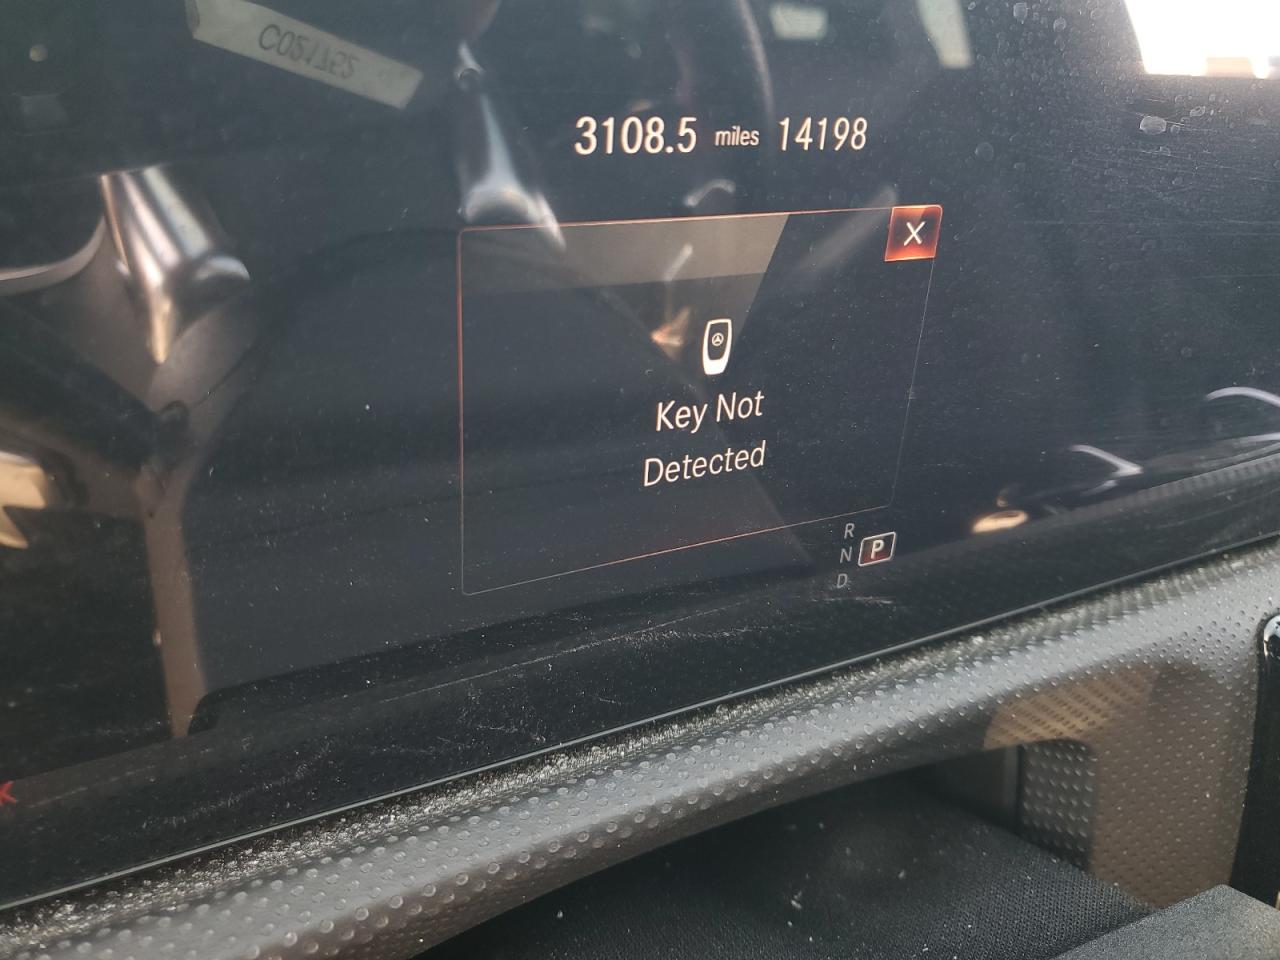 3108.5 miles 14198
X
Key Not
Detected
R
N P
D